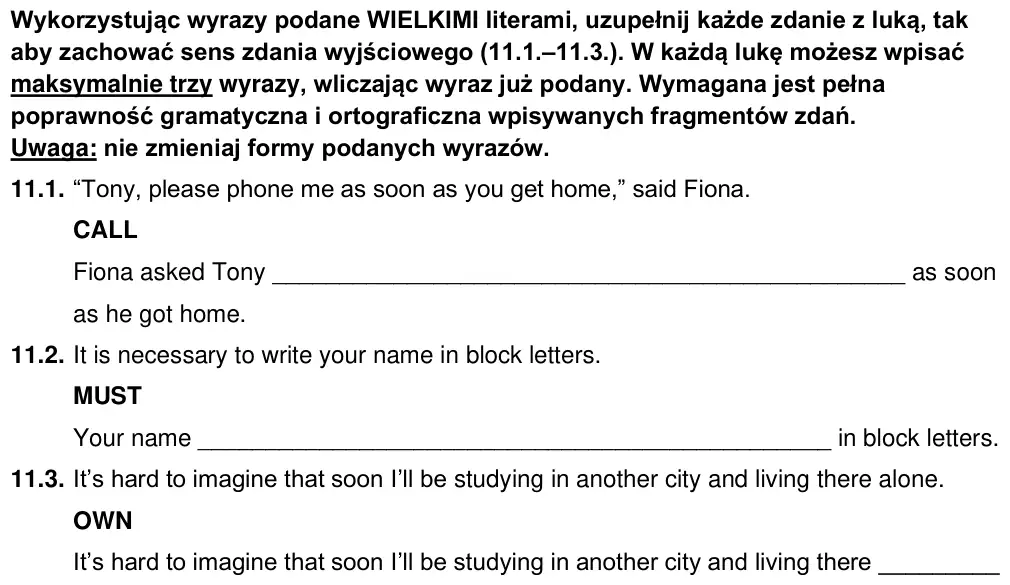 Wykorzystując wyrazy podane WIELKIMI literami, uzupełnij każde zdanie z luką, tak
aby zachować sens zdania wyjściowego (11.1.–11.3.). W każdą lukę możesz wpisać
maksymalnie trzy wyrazy, wliczając wyraz już podany. Wymagana jest pełna
poprawność gramatyczna i ortograficzna wpisywanych fragmentów zdań.
Uwaga: nie zmieniaj formy podanych wyrazów.
11.1. “Tony, please phone me as soon as you get home,” said Fiona.
CALL
Fiona asked Tony _______________________________________________ as soon
as he got home.
11.2. It is necessary to write your name in block letters.
MUST
Your name _______________________________________________ in block letters.
11.3. It’s hard to imagine that soon I’ll be studying in another city and living there alone.
OWN
It’s hard to imagine that soon I’ll be studying in another city and living there _________